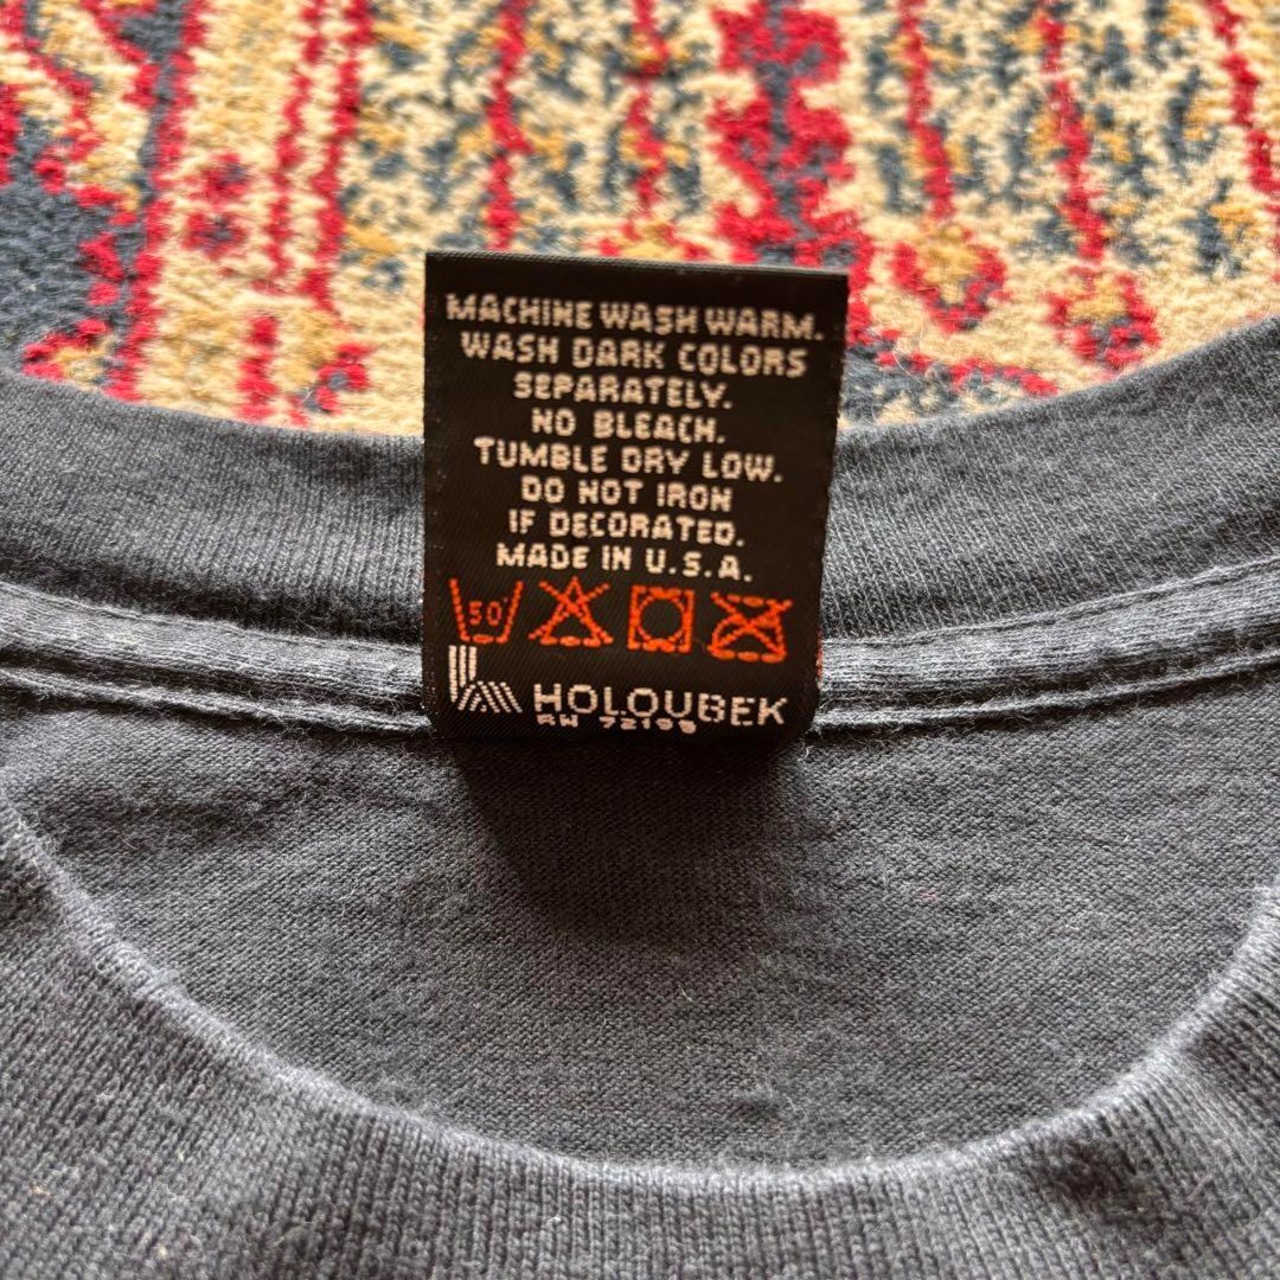 MACHINE WASH WARM.
WASH DARK COLORS
SEPARATELY.
NO BLEACH.
TUMBLE DRY LOW.
DO NOT IRON
IF DECORATED.
MADE IN U.S.A.
50
HOLOUBEK
RN